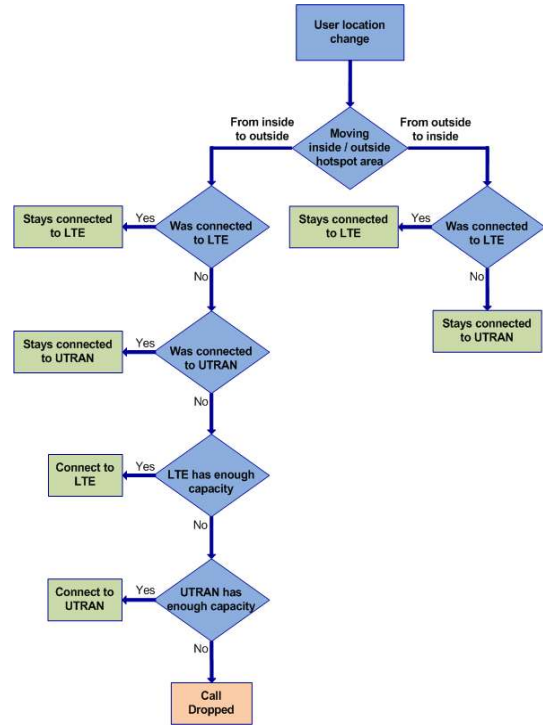 User location
change
From inside
to outside
From outside
to inside
Moving
inside / outside
hotspot area
Stays connected
to LTE
Yes
Was connected
to LTE
No
Stays connected
to LTE
Yes
Was connected
to LTE
No
Stays connected
to UTRAN
Stays connected
to UTRAN
Yes
Was connected
to UTRAN
No
Connect to
LTE
Yes
LTE has enough
capacity
No
Connect to
UTRAN
Yes
UTRAN has
enough capacity
No
Call
Dropped